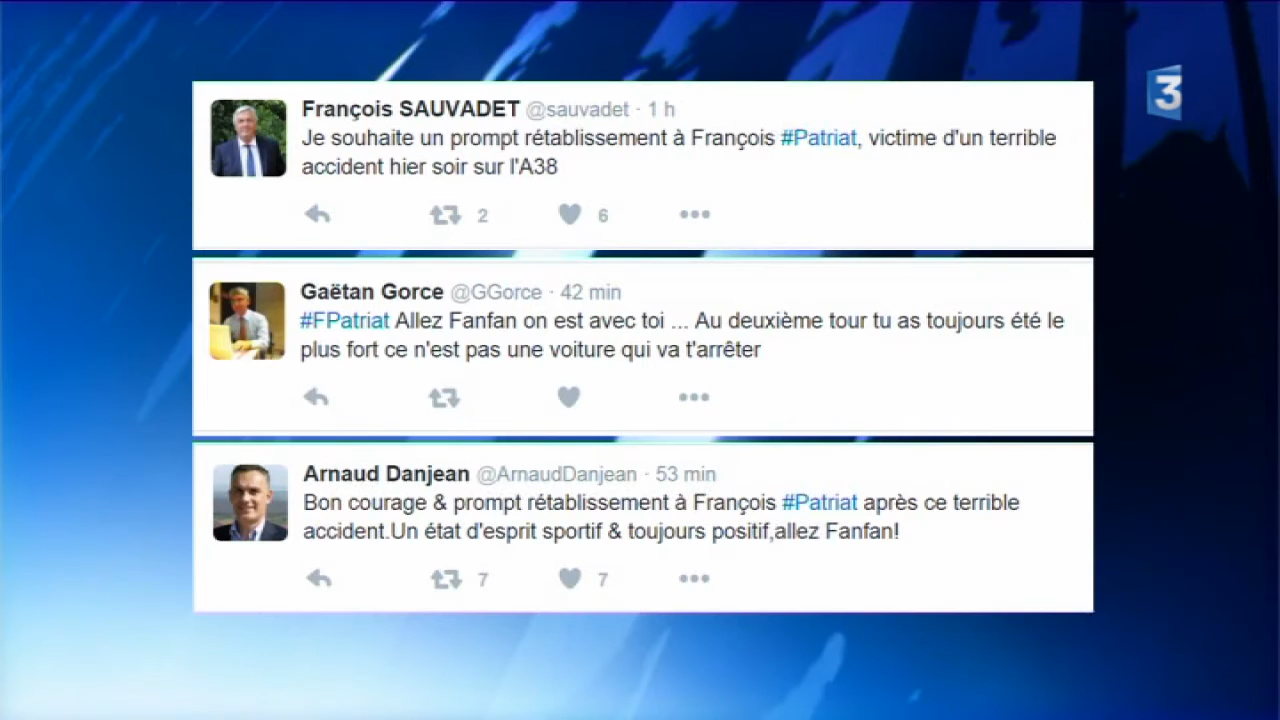 3
François SAUVADET @sauvadet · 1 h
Je souhaite un prompt rétablissement à François #Patriat, victime d'un terrible
accident hier soir sur l'A38
2 6
Gaëtan Gorce @GGorce · 42 min
#FPatriat Allez Fanfan on est avec toi ... Au deuxième tour tu as toujours été le
plus fort ce n'est pas une voiture qui va t'arrêter
Arnaud Danjean @ArnaudDanjean · 53 min
Bon courage & prompt rétablissement à François #Patriat après ce terrible
accident.Un état d'esprit sportif & toujours positif,allez Fanfan!
7 7